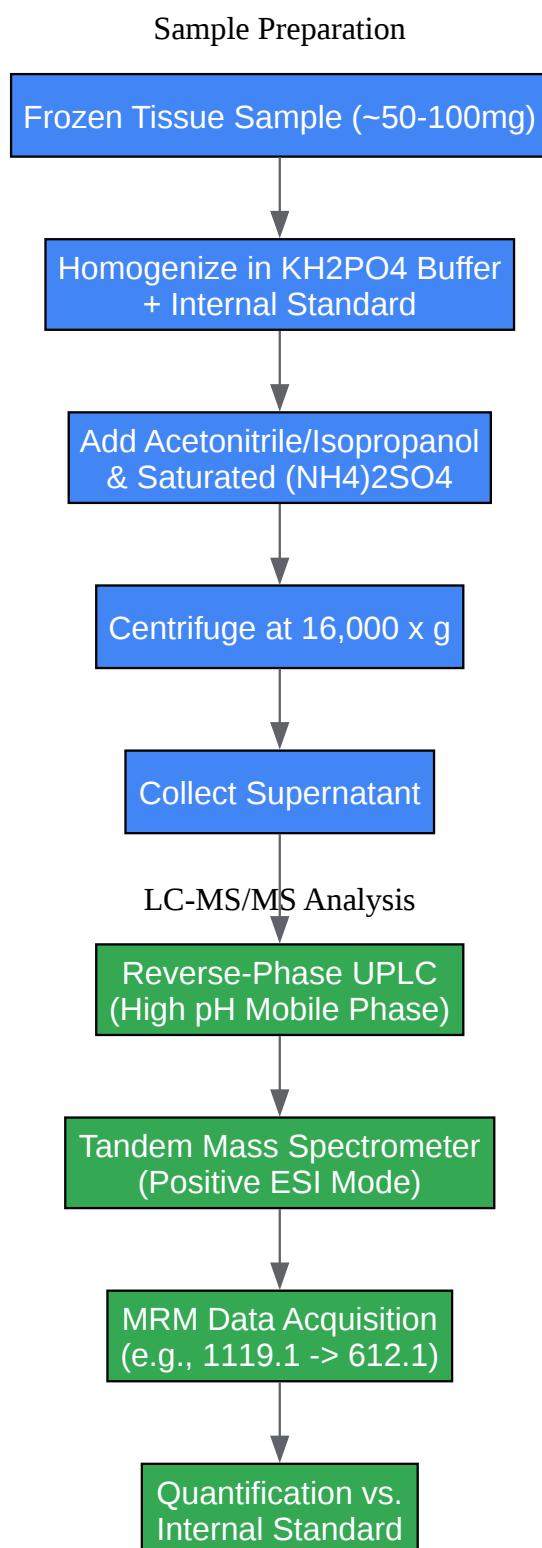 Sample Preparation
Frozen Tissue Sample (~50-100mg)
Homogenize in KH2PO4 Buffer
+ Internal Standard
Add Acetonitrile/Isopropanol
& Saturated (NH4)2SO4
Centrifuge at 16,000 x g
Collect Supernatant
LC-MS/MS Analysis
Reverse-Phase UPLC
(High pH Mobile Phase)
Tandem Mass Spectrometer
(Positive ESI Mode)
MRM Data Acquisition
(e.g., 1119.1 -> 612.1)
Quantification vs.
Internal Standard